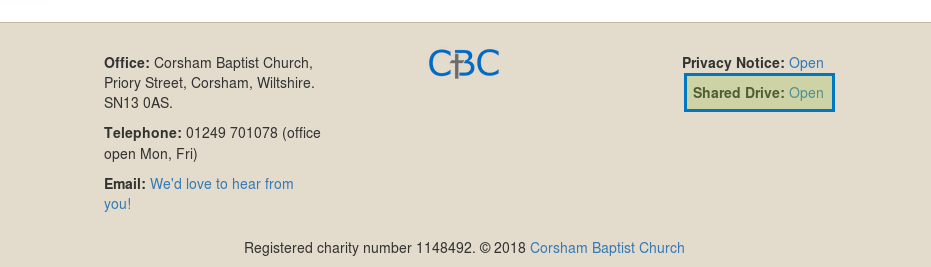 Office: Corsham Baptist Church,
Priory Street, Corsham, Wiltshire.
SN13 0AS.
Telephone: 01249 701078 (office
open Mon, Fri)
Email: We'd love to hear from
you!
CBC
Privacy Notice: Open
Shared Drive: Open
Registered charity number 1148492. © 2018 Corsham Baptist Church